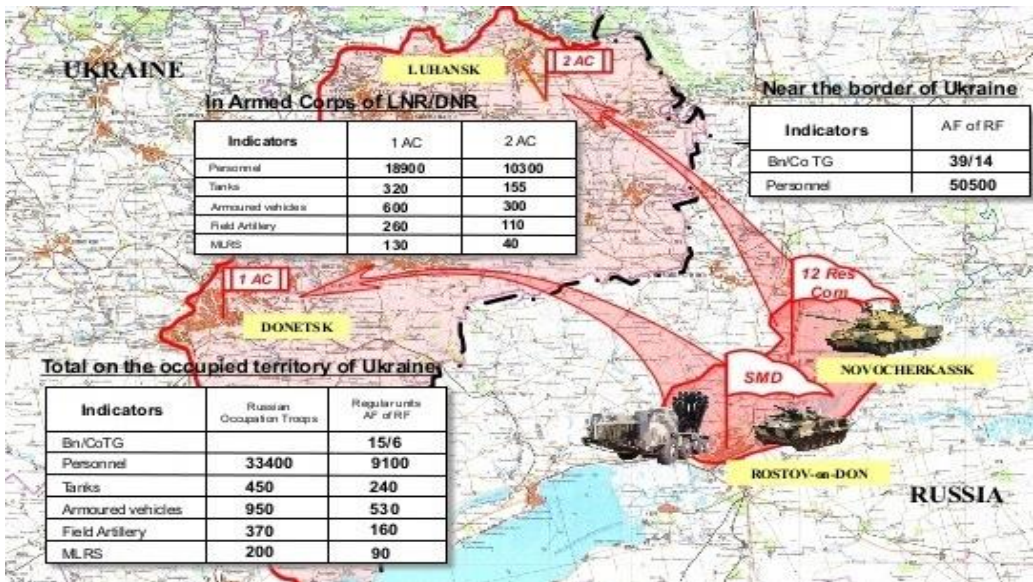 UKRAINE
LUHANSK
2 AC
In Armed Corps of LNR/DNR
Indicators 1 AC 2 AC
Personnel 18900 10300
Tanks 320 155
Armoured vehicles 600 300
Field Artillery 260 110
MLRS 130 40
Near the border of Ukraine
Indicators AF of RF
Bn/Co TG 39/14
Personnel 50500
1 AC
DONETSK
12 Res
Com
NOVOCHERKASSK
SMD
ROSTOV-on-DON
RUSSIA
Total on the occupied territory of Ukraine
Indicators Russian Occupation Troops Regular units AF of RF
Bn/CoTG 15/6
Personnel 33400 9100
Tanks 450 240
Armoured vehicles 950 530
Field Artillery 370 160
MLRS 200 90